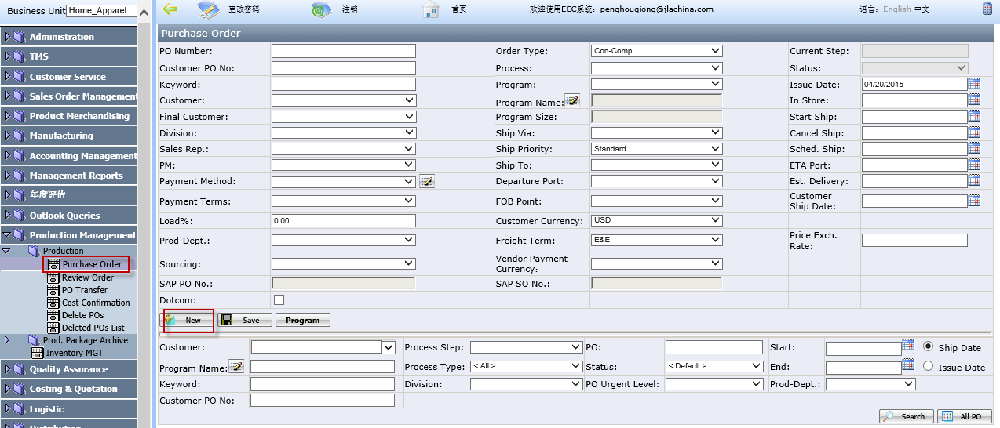 Business Unit Home_Apparel
更改密码 注销 首页 欢迎使用EEC系统：penghouqiong@jlachina.com 语言： English 中文
Administration
TMS
Customer Service
Sales Order Management
Product Merchandising
Manufacturing
Accounting Management
Management Reports
年度评估
Outlook Queries
Production Management
Production
Purchase Order
Review Order
PO Transfer
Cost Confirmation
Delete POs
Deleted POs List
Prod. Package Archive
Inventory MGT
Quality Assurance
Costing & Quotation
Logistic
Distribution
Purchase Order
PO Number: Order Type: Con-Comp Current Step:
Customer PO No: Process: Status:
Keyword: Program: Issue Date: 04/29/2015
Customer: Program Name: In Store:
Final Customer: Program Size: Start Ship:
Division: Ship Via: Cancel Ship:
Sales Rep.: Ship Priority: Standard Sched. Ship:
PM: Ship To: ETA Port:
Payment Method: Departure Port: Est. Delivery:
Payment Terms: FOB Point: Customer Ship Date:
Load%: 0.00 Customer Currency: USD
Prod-Dept.: Freight Term: E&E Price Exch. Rate:
Sourcing: Vendor Payment Currency:
SAP PO No.: SAP SO No.:
Dotcom:
New Save Program
Customer: Process Step: PO: Start: Ship Date
Program Name: Process Type: < All > Status: < Default > End: Issue Date
Keyword: Division: PO Urgent Level: Prod-Dept.:
Customer PO No:
Search All PO